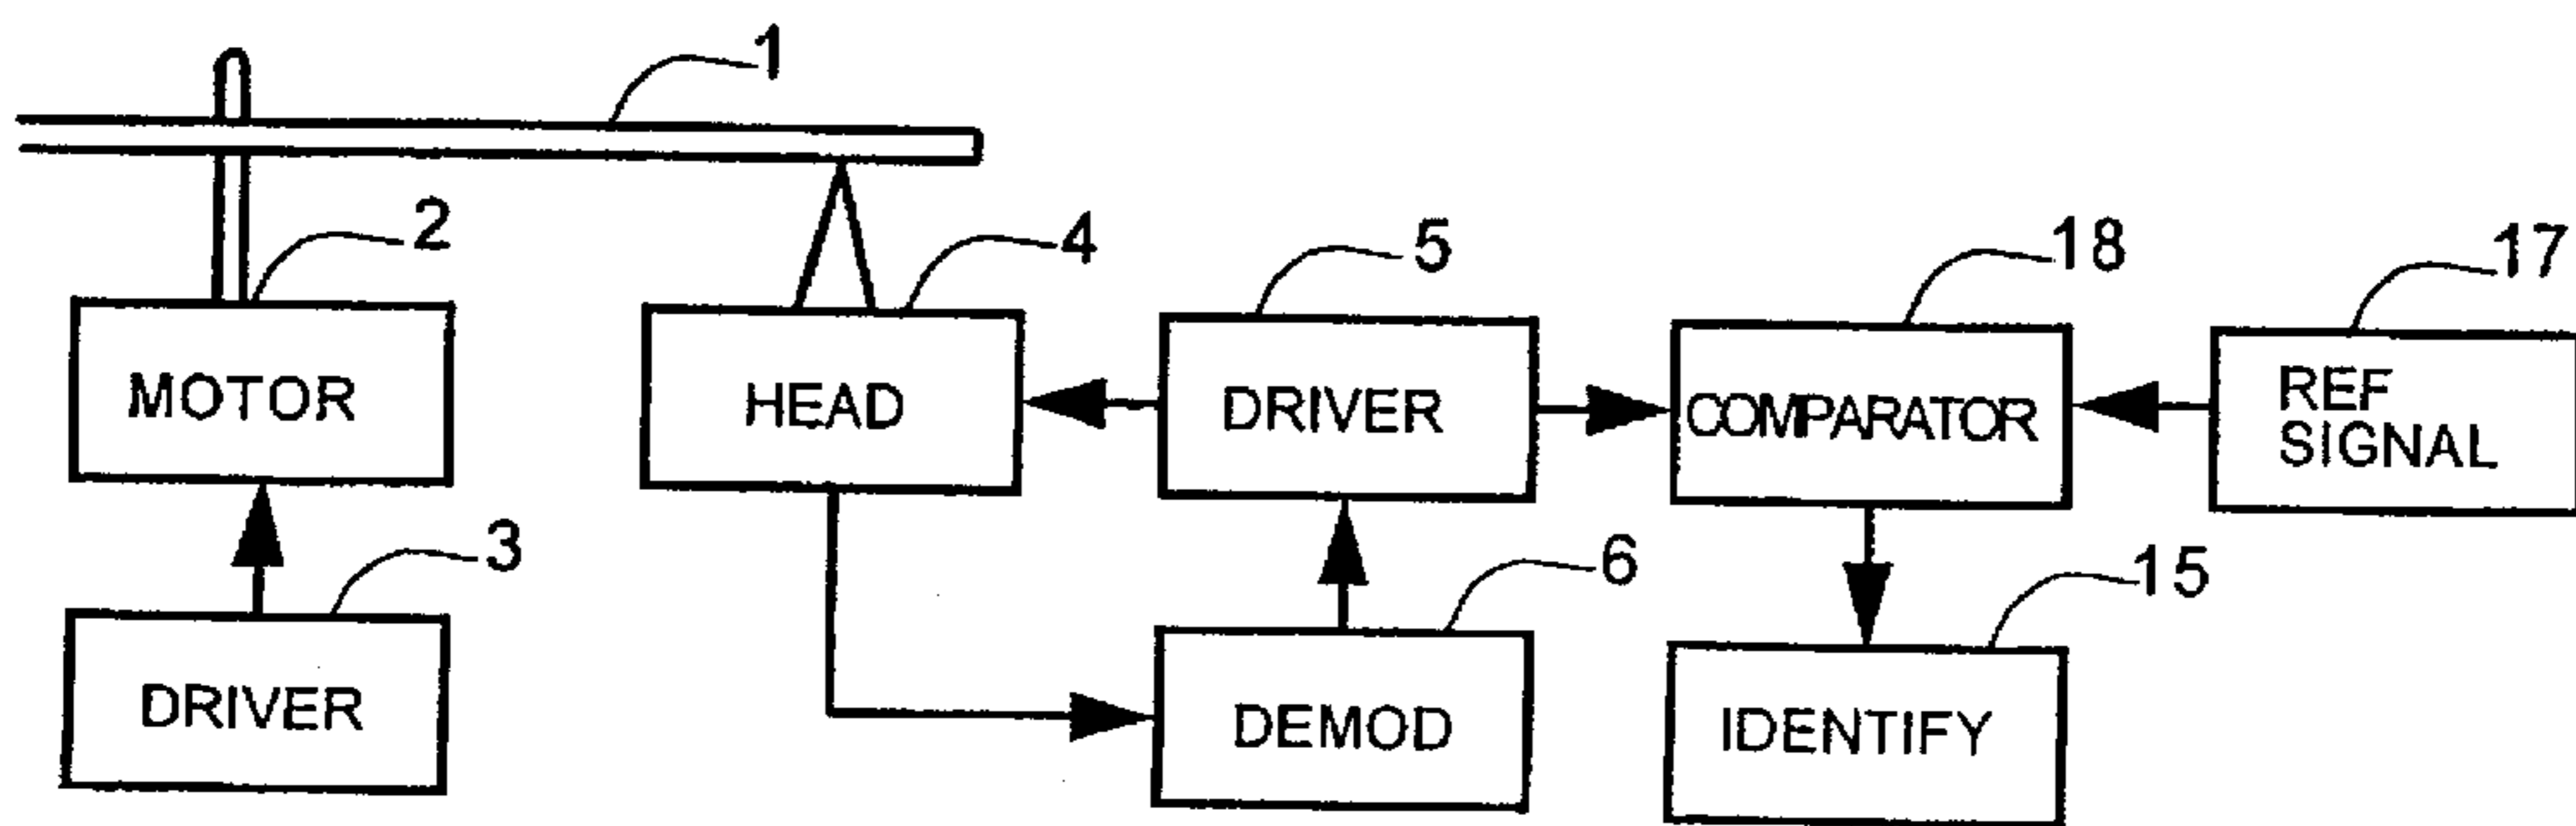 1
2
4
5
18
17
MOTOR
HEAD
DRIVER
COMPARATOR
REF
SIGNAL
3
6
15
DRIVER
DEMOD
IDENTIFY